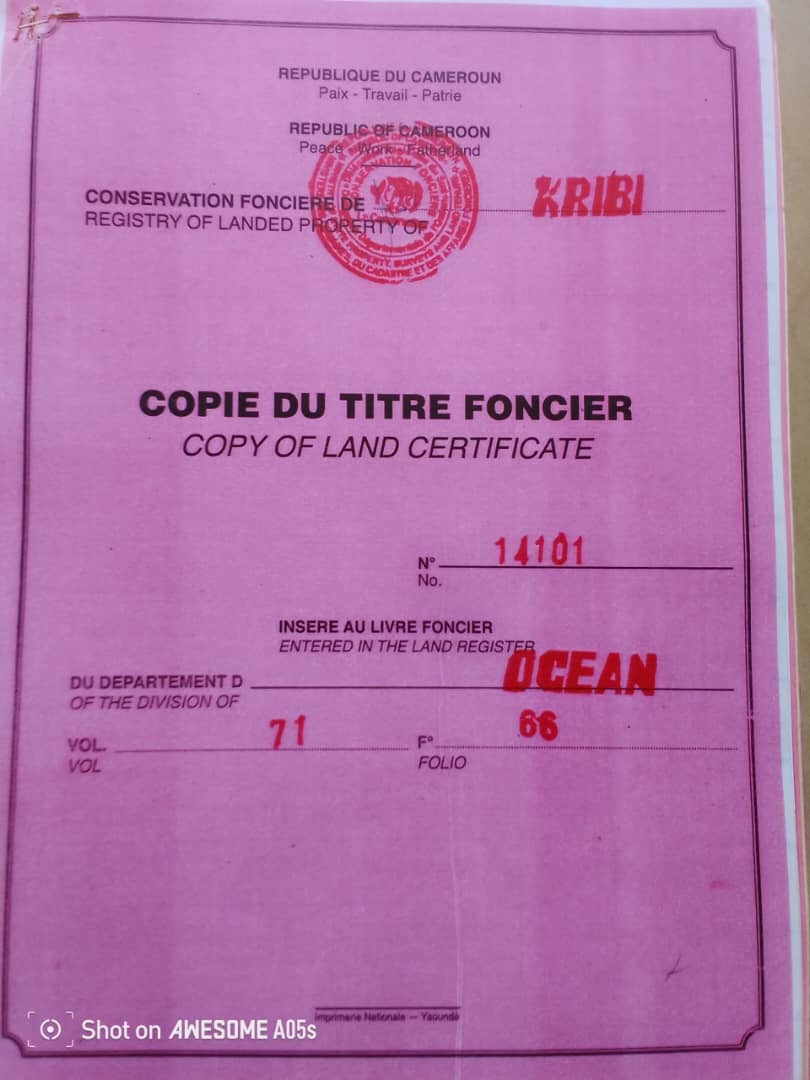 REPUBLIQUE DU CAMEROUN
Paix - Travail - Patrie
REPUBLIC OF CAMEROON
Peace - Work - Fatherland
CONSERVATION FONCIERE DE KRIBI
REGISTRY OF LANDED PROPERTY OF
COPIE DU TITRE FONCIER
COPY OF LAND CERTIFICATE
N° 14101
No.
INSERE AU LIVRE FONCIER
ENTERED IN THE LAND REGISTER
DU DEPARTEMENT D OCEAN
OF THE DIVISION OF
VOL. 71 F° 66
VOL FOLIO
Imprimerie Nationale — Yaoundé
Shot on AWESOME A05s